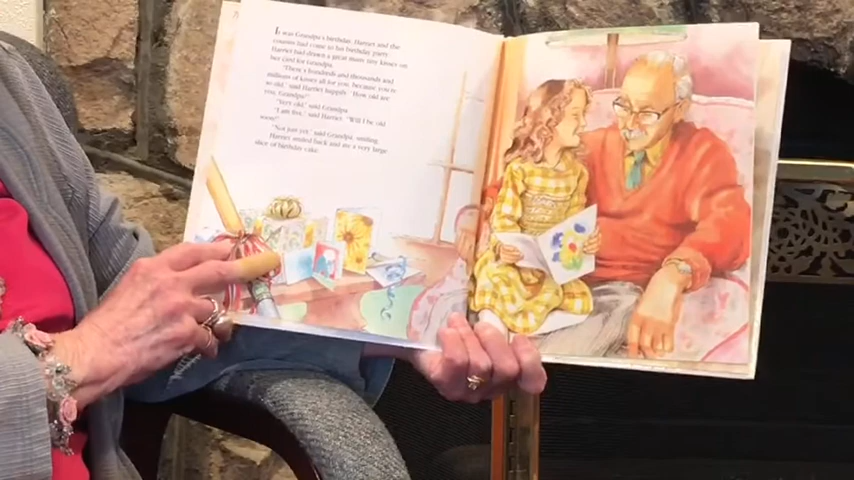 It was Grandpa's birthday. Harriet and the
cousins had come to his birthday party.
Harriet had drawn a great many tiny kisses on
her card for Grandpa.
"There's hundreds and thousands and
millions of kisses all for you, because you're
so old," said Harriet happily. "How old are
you, Grandpa?"
"Very old," said Grandpa.
"I am five," said Harriet. "Will I be old
soon?"
"Not just yet," said Grandpa, smiling.
Harriet smiled back and ate a very large
slice of birthday cake.